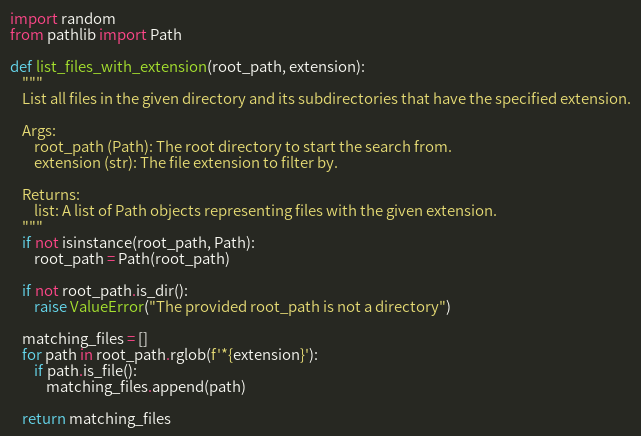 import random
from pathlib import Path

def list_files_with_extension(root_path, extension):
    """
    List all files in the given directory and its subdirectories that have the specified extension.

    Args:
        root_path (Path): The root directory to start the search from.
        extension (str): The file extension to filter by.

    Returns:
        list: A list of Path objects representing files with the given extension.
    """
    if not isinstance(root_path, Path):
        root_path = Path(root_path)

    if not root_path.is_dir():
        raise ValueError("The provided root_path is not a directory")

    matching_files = []
    for path in root_path.rglob(f'*{extension}'):
        if path.is_file():
            matching_files.append(path)

    return matching_files